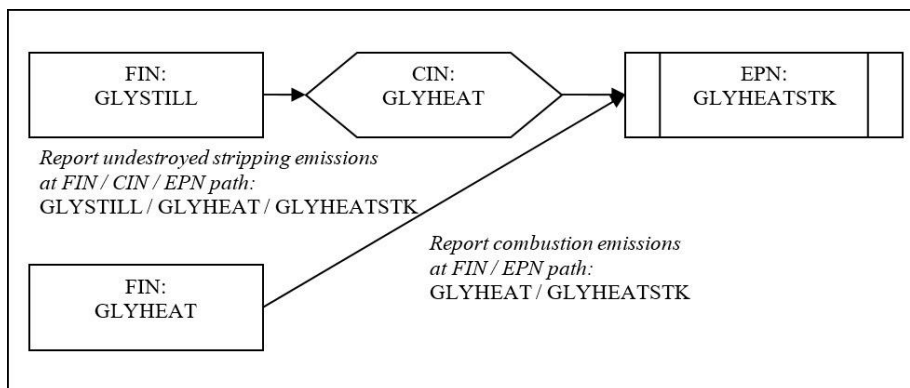 FIN:
GLYSTILL
CIN:
GLYHEAT
EPN:
GLYHEATSTK
Report undestroyed stripping emissions
at FIN / CIN / EPN path:
GLYSTILL / GLYHEAT / GLYHEATSTK
Report combustion emissions
at FIN / EPN path:
GLYHEAT / GLYHEATSTK
FIN:
GLYHEAT